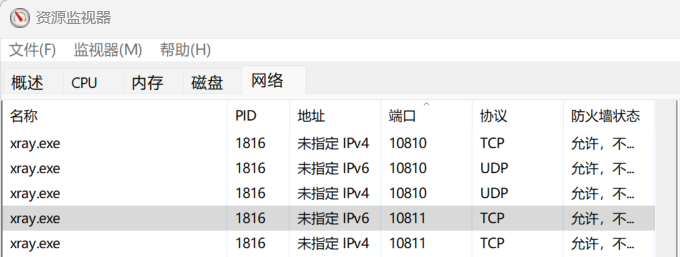 资源监视器
文件(F) 监视器(M) 帮助(H)
概述 CPU 内存 磁盘 网络
名称 PID 地址 端口 协议 防火墙状态
xray.exe 1816 未指定 IPv4 10810 TCP 允许，不...
xray.exe 1816 未指定 IPv6 10810 UDP 允许，不...
xray.exe 1816 未指定 IPv4 10810 UDP 允许，不...
xray.exe 1816 未指定 IPv6 10811 TCP 允许，不...
xray.exe 1816 未指定 IPv4 10811 TCP 允许，不...